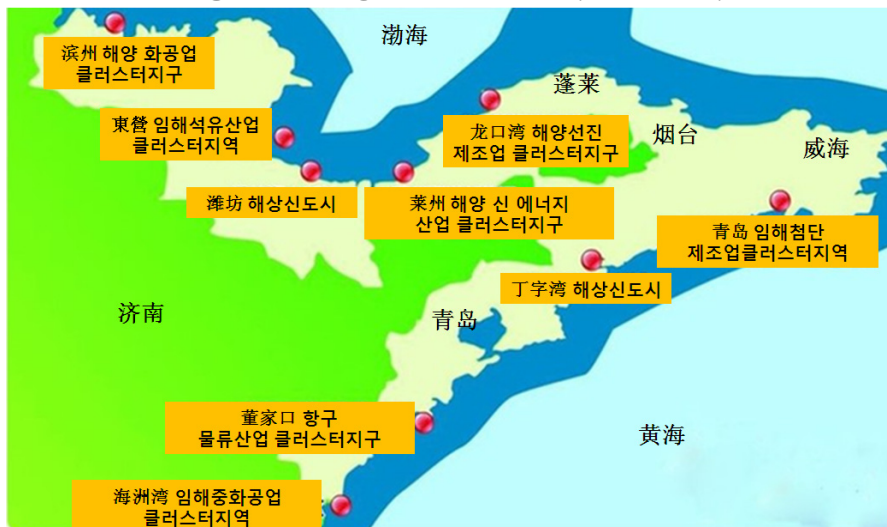 渤海
滨州 해양 화공업
클러스터지구
蓬莱
東營 임해석유산업
클러스터지역
龙口湾 해양선진
제조업 클러스터지구
烟台
威海
潍坊 해상신도시
莱州 해양 신 에너지
산업 클러스터지구
青岛 임해첨단
제조업클러스터지역
丁字湾 해상신도시
济南
青岛
董家口 항구
물류산업 클러스터지구
黄海
海洲湾 임해중화공업
클러스터지역